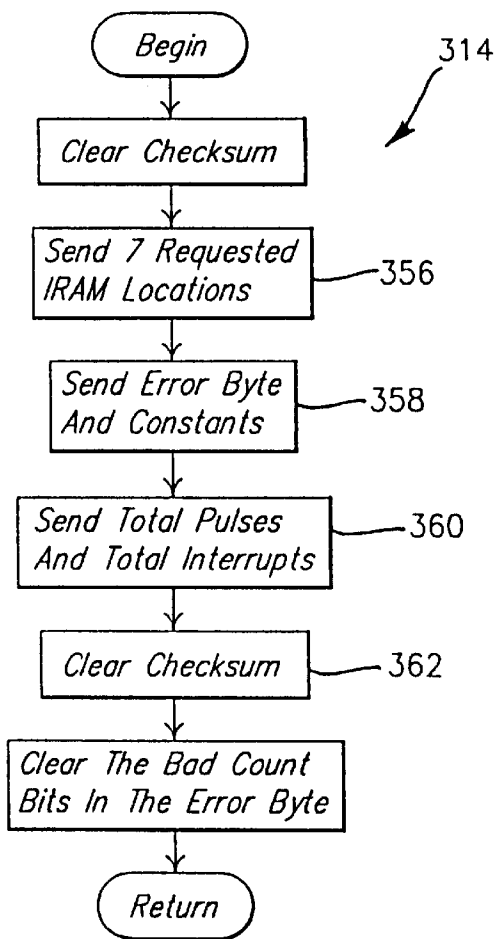 Begin
314
Clear Checksum
Send 7 Requested
IRAM Locations
356
Send Error Byte
And Constants
358
Send Total Pulses
And Total Interrupts
360
Clear Checksum
362
Clear The Bad Count
Bits In The Error Byte
Return